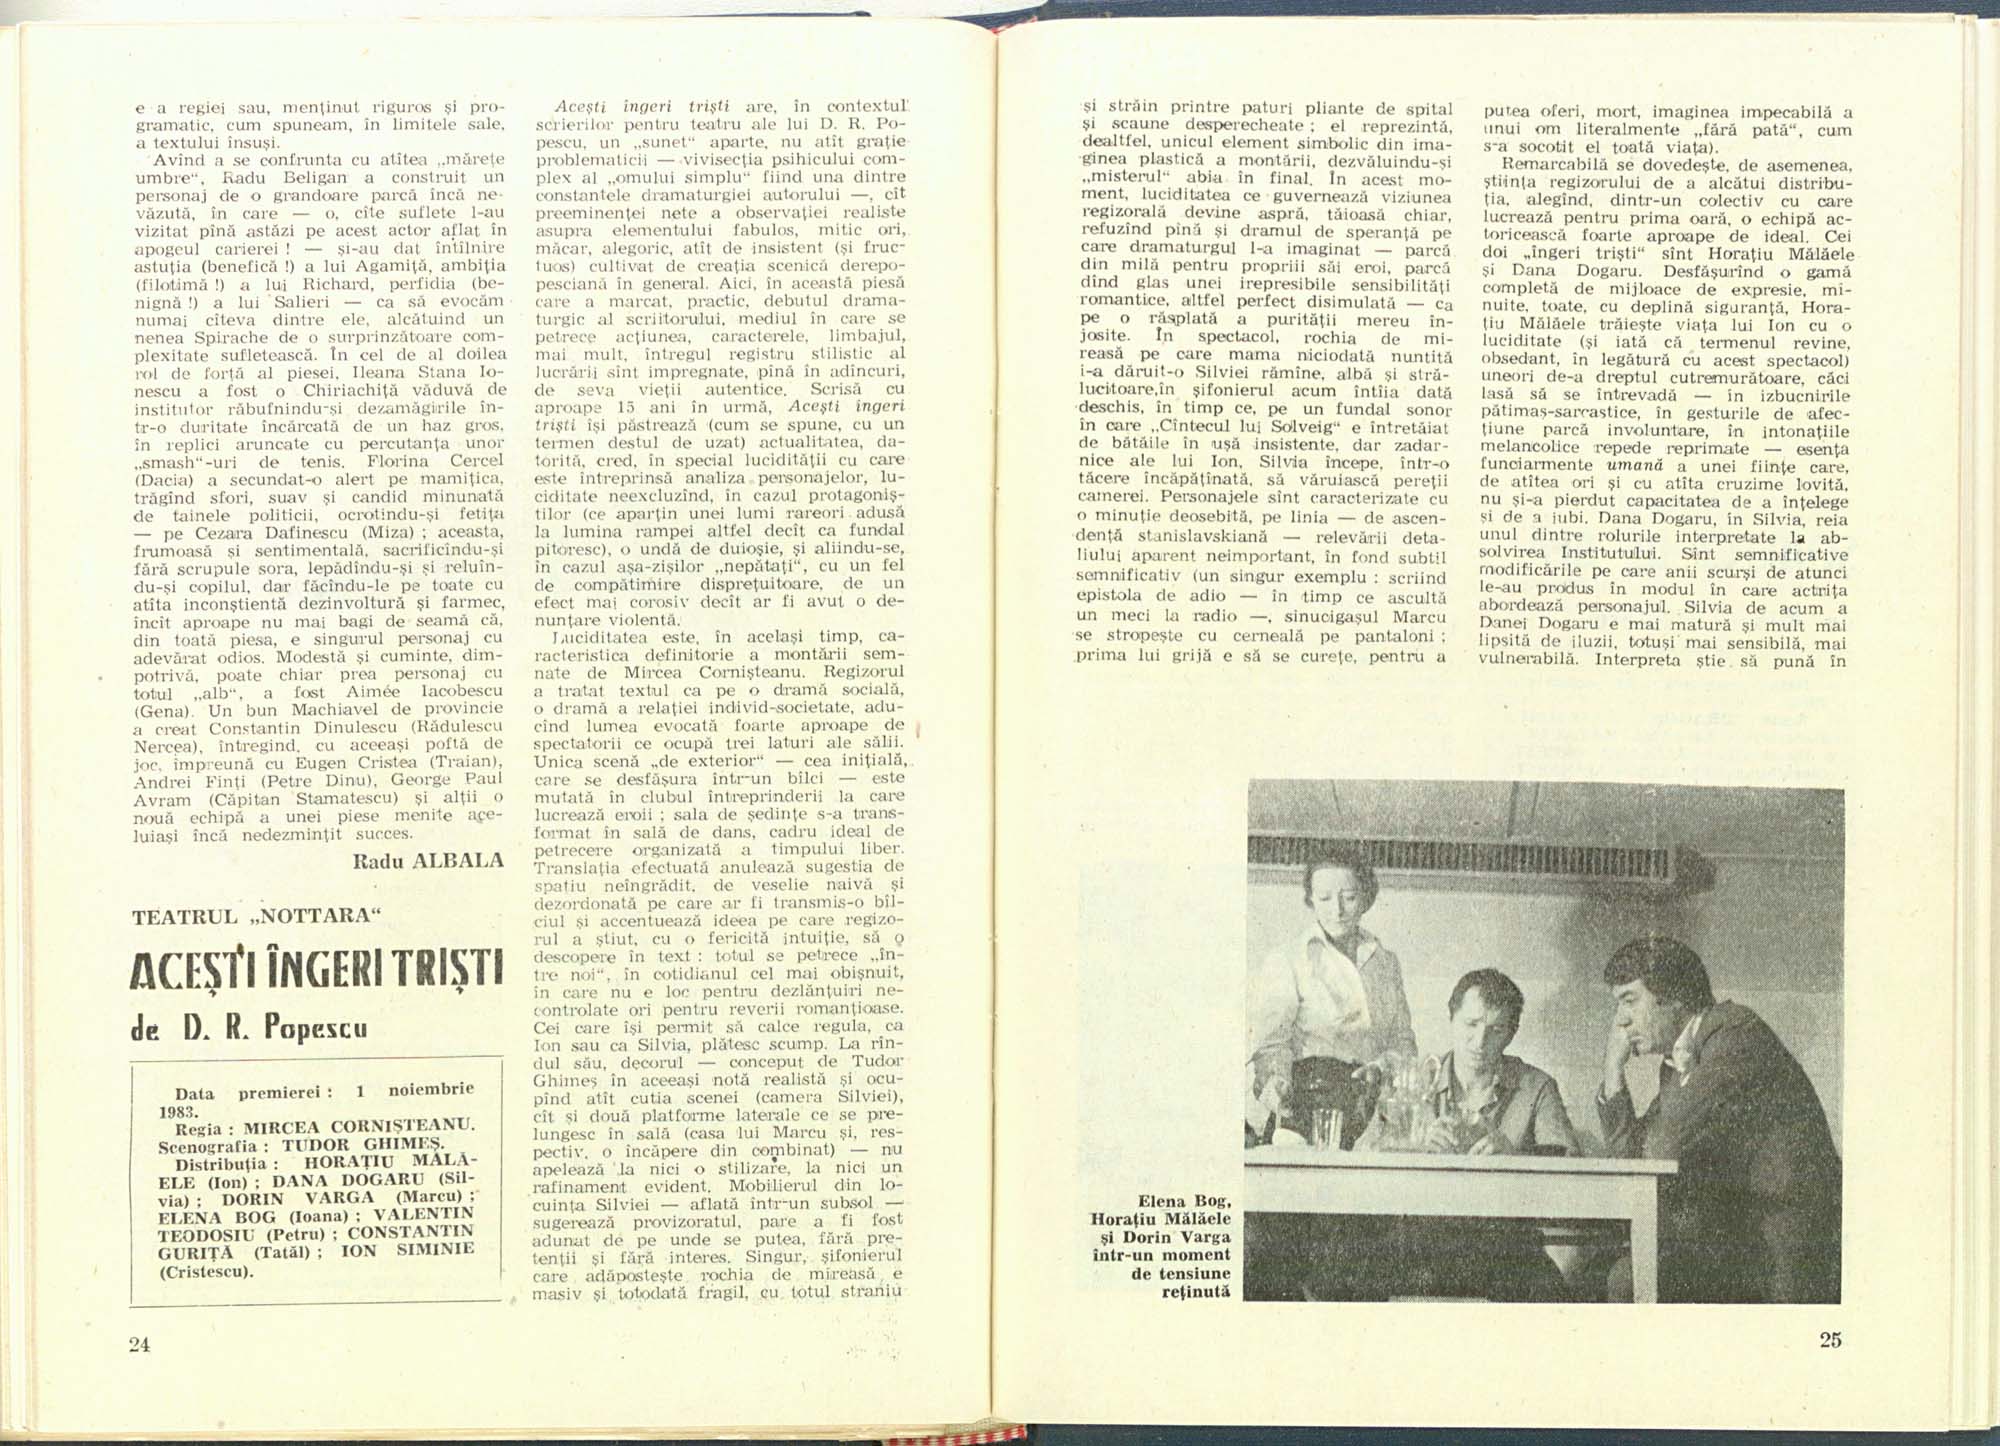 e a regiei sau, menținut riguros și pro-
gramatic, cum spuneam, în limitele sale,
a textului însuși.
Avînd a se confrunta cu atîtea „mărețe
umbre“, Radu Beligan a construit un
personaj de o grandoare parcă încă ne-
văzută, în care — o, cîte suflete l-au
vizitat pînă astăzi pe acest actor aflat în
apogeul carierei ! — și-au dat întîlnire
astuția (benefică !) a lui Agamiță, ambiția
(filotimă !) a lui Richard, perfidia (be-
nignă !) a lui Salieri — ca să evocăm
numai cîteva dintre ele, alcătuind un
nenea Spirache de o surprinzătoare com-
plexitate sufletească. În cel de al doilea
rol de forță al piesei, Ileana Stana Io-
nescu a fost o Chiriachiță văduvă de
institutor răbufnindu-și dezamăgirile în-
tr-o duritate încărcată de un haz gros,
în replici aruncate cu percutanța unor
„smash“-uri de tenis. Florina Cercel
(Dacia) a secundat-o alert pe mamițica,
trăgînd sfori, suav și candid minunată
de tainele politicii, ocrotindu-și fetița
— pe Cezara Dafinescu (Miza) ; aceasta,
frumoasă și sentimentală, sacrificîndu-și
fără scrupule sora, lepădîndu-și și reluîn-
du-și copilul, dar făcîndu-le pe toate cu
atîta inconștientă dezinvoltură și farmec,
încît aproape nu mai bagi de seamă că,
din toată piesa, e singurul personaj cu
adevărat odios. Modestă și cuminte, dim-
potrivă, poate chiar prea personaj cu
totul „alb“, a fost Aimée Iacobescu
(Gena). Un bun Machiavel de provincie
a creat Constantin Dinulescu (Rădulescu
Nercea), întregind, cu aceeași poftă de
joc, împreună cu Eugen Cristea (Traian),
Andrei Finți (Petre Dinu), George Paul
Avram (Căpitan Stamatescu) și alții o
nouă echipă a unei piese menite ace-
luiași încă nedezmințit succes.
Radu ALBALA
TEATRUL „NOTTARA“
ACEȘTI ÎNGERI TRIȘTI
de D. R. Popescu
Data premierei : 1 noiembrie
1983.
Regia : MIRCEA CORNIȘTEANU.
Scenografia : TUDOR GHIMEȘ.
Distribuția : HORAȚIU MĂLĂ-
ELE (Ion) ; DANA DOGARU (Sil-
via) ; DORIN VARGA (Marcu) ;
ELENA BOG (Ioana) ; VALENTIN
TEODOSIU (Petru) ; CONSTANTIN
GURIȚĂ (Tatăl) ; ION SIMINIE
(Cristescu).
24
Acești îngeri triști are, în contextul
scrierilor pentru teatru ale lui D. R. Po-
pescu, un „sunet“ aparte, nu atît grație
problematicii — vivisecția psihicului com-
plex al „omului simplu“ fiind una dintre
constantele dramaturgiei autorului —, cît
preeminenței nete a observației realiste
asupra elementului fabulos, mitic ori,
măcar, alegoric, atît de insistent (și fruc-
tuos) cultivat de creația scenică derepo-
pesciană în general. Aici, în această piesă
care a marcat, practic, debutul drama-
turgic al scriitorului, mediul în care se
petrece acțiunea, caracterele, limbajul,
mai mult, întregul registru stilistic al
lucrării sînt impregnate, pînă în adîncuri,
de seva vieții autentice. Scrisă cu
aproape 15 ani în urmă, Acești îngeri
triști își păstrează (cum se spune, cu un
termen destul de uzat) actualitatea, da-
torită, cred, în special lucidității cu care
este întreprinsă analiza personajelor, lu-
ciditate neexcluzînd, în cazul protagoniș-
tilor (ce aparțin unei lumi rareori adusă
la lumina rampei altfel decît ca fundal
pitoresc), o undă de duioșie, și aliindu-se,
în cazul așa-zișilor „nepătați“, cu un fel
de compătimire disprețuitoare, de un
efect mai corosiv decît ar fi avut o de-
nunțare violentă.
Luciditatea este, în același timp, ca-
racteristica definitorie a montării sem-
nate de Mircea Cornișteanu. Regizorul
a tratat textul ca pe o dramă socială,
o dramă a relației individ-societate, adu-
cînd lumea evocată foarte aproape de
spectatorii ce ocupă trei laturi ale sălii.
Unica scenă „de exterior“ — cea inițială,
care se desfășura într-un bîlci — este
mutată în clubul întreprinderii la care
lucrează eroii ; sala de ședințe s-a trans-
format în sală de dans, cadru ideal de
petrecere organizată a timpului liber.
Translația efectuată anulează sugestia de
spațiu neîngrădit, de veselie naivă și
dezordonată pe care ar fi transmis-o bîl-
ciul și accentuează ideea pe care regizo-
rul a știut, cu o fericită intuiție, să o
descopere în text : totul se petrece „în-
tre noi“, în cotidianul cel mai obișnuit,
în care nu e loc pentru dezlănțuiri ne-
controlate ori pentru reverii romanțioase.
Cei care își permit să calce regula, ca
Ion sau ca Silvia, plătesc scump. La rîn-
dul său, decorul — conceput de Tudor
Ghimeș în aceeași notă realistă și ocu-
pînd atît cutia scenei (camera Silviei),
cît și două platforme laterale ce se pre-
lungesc în sală (casa lui Marcu și, res-
pectiv, o încăpere din combinat) — nu
apelează la nici o stilizare, la nici un
rafinament evident. Mobilierul din lo-
cuința Silviei — aflată într-un subsol —
sugerează provizoratul, pare a fi fost
adunat de pe unde se putea, fără pre-
tenții și fără interes. Singur, șifonierul
care adăpostește rochia de mireasă e
masiv și totodată fragil, cu totul straniu
și străin printre paturi pliante de spital
și scaune desperecheate ; el reprezintă,
dealtfel, unicul element simbolic din ima-
ginea plastică a montării, dezvăluindu-și
„misterul“ abia în final. În acest mo-
ment, luciditatea ce guvernează viziunea
regizorală devine aspră, tăioasă chiar,
refuzînd pînă și dramul de speranță pe
care dramaturgul l-a imaginat — parcă
din milă pentru propriii săi eroi, parcă
dînd glas unei irepresibile sensibilități
romantice, altfel perfect disimulată — ca
pe o răsplată a purității mereu în-
josite. În spectacol, rochia de mi-
reasă pe care mama niciodată nuntită
i-a dăruit-o Silviei rămîne, albă și stră-
lucitoare,în șifonierul acum întîia dată
deschis, în timp ce, pe un fundal sonor
în care „Cîntecul lui Solveig“ e întretăiat
de bătăile în ușă insistente, dar zadar-
nice ale lui Ion, Silvia începe, într-o
tăcere încăpățînată, să văruiască pereții
camerei. Personajele sînt caracterizate cu
o minuție deosebită, pe linia — de ascen-
dență stanislavskiană — relevării deta-
liului aparent neimportant, în fond subtil
semnificativ (un singur exemplu : scriind
epistola de adio — în timp ce ascultă
un meci la radio —, sinucigașul Marcu
se stropește cu cerneală pe pantaloni ;
prima lui grijă e să se curețe, pentru a
putea oferi, mort, imaginea impecabilă a
unui om literalmente „fără pată“, cum
s-a socotit el toată viața).
Remarcabilă se dovedește, de asemenea,
știința regizorului de a alcătui distribu-
ția, alegînd, dintr-un colectiv cu care
lucrează pentru prima oară, o echipă ac-
toricească foarte aproape de ideal. Cei
doi „îngeri triști“ sînt Horațiu Mălăele
și Dana Dogaru. Desfășurînd o gamă
completă de mijloace de expresie, mi-
nuite, toate, cu deplină siguranță, Hora-
țiu Mălăele trăiește viața lui Ion cu o
luciditate (și iată că termenul revine,
obsedant, în legătură cu acest spectacol)
uneori de-a dreptul cutremurătoare, căci
lasă să se întrevadă — în izbucnirile
pătimaș-sarcastice, în gesturile de afec-
țiune parcă involuntare, în intonațiile
melancolice repede reprimate — esența
funciarmente umană a unei ființe care,
de atîtea ori și cu atîta cruzime lovită,
nu și-a pierdut capacitatea de a înțelege
și de a iubi. Dana Dogaru, în Silvia, reia
unul dintre rolurile interpretate la ab-
solvirea Institutului. Sînt semnificative
modificările pe care anii scurși de atunci
le-au produs în modul în care actrița
abordează personajul. Silvia de acum a
Danei Dogaru e mai matură și mult mai
lipsită de iluzii, totuși mai sensibilă, mai
vulnerabilă. Interpreta știe să pună în
Elena Bog,
Horațiu Mălăele
și Dorin Varga
într-un moment
de tensiune
reținută
25